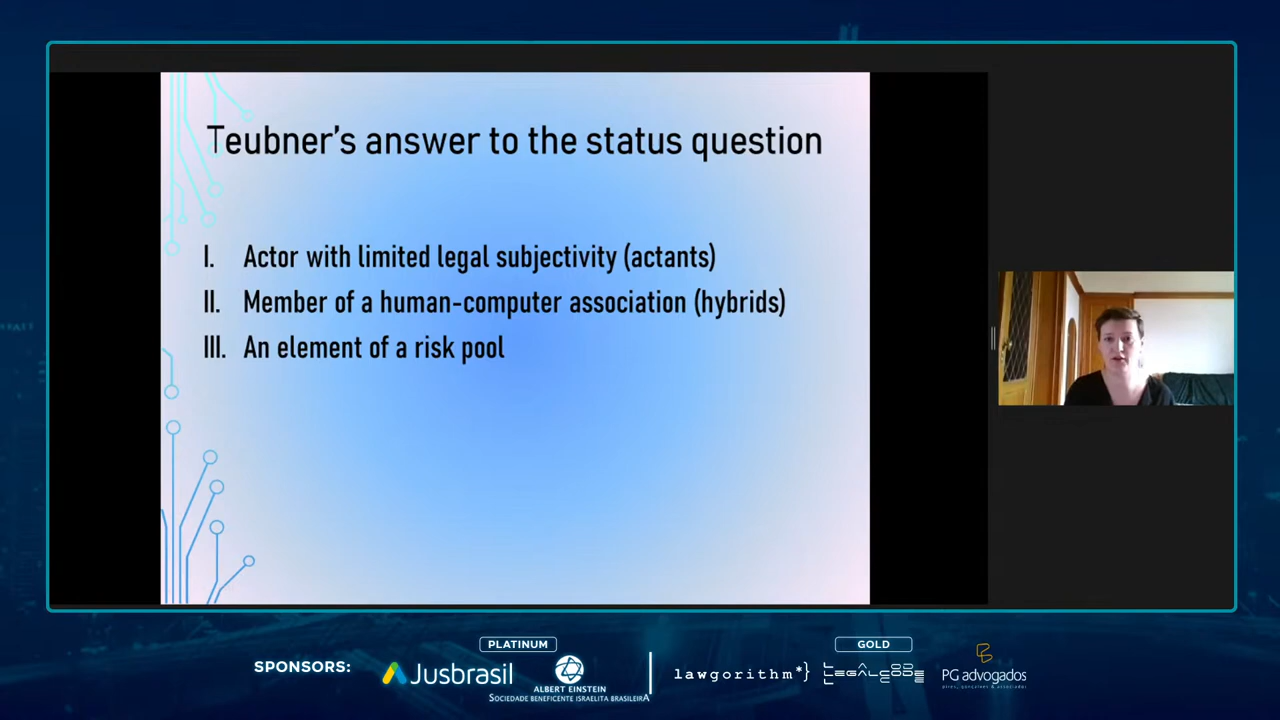 Teubner's answer to the status question
I. Actor with limited legal subjectivity (actants)
II. Member of a human-computer association (hybrids)
III. An element of a risk pool
PLATINUM
GOLD
SPONSORS:
Jusbrasil
ALBERT EINSTEIN
SOCIEDADE BENEFICENTE ISRAELITA BRASILEIRA
lawgorithm*}
LEGALCODE
PG advogados